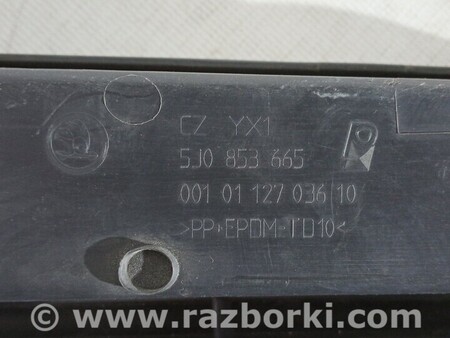 CZ YX1
5J0 853 665
001 01 127 036 10
>PP+EPDM-TD10<
© www.razborki.com